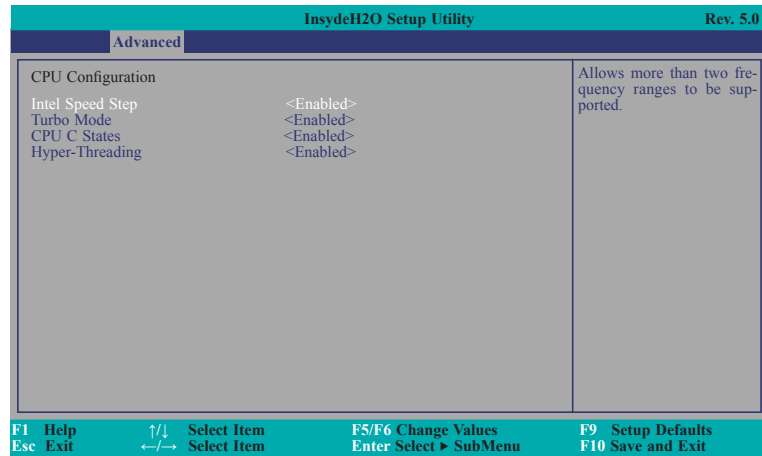 InsydeH2O Setup Utility Rev. 5.0
Advanced
CPU Configuration
Intel Speed Step <Enabled>
Turbo Mode <Enabled>
CPU C States <Enabled>
Hyper-Threading <Enabled>
Allows more than two fre-
quency ranges to be sup-
ported.
F1 Help ↑/↓ Select Item F5/F6 Change Values F9 Setup Defaults
Esc Exit ←/→ Select Item Enter Select ► SubMenu F10 Save and Exit